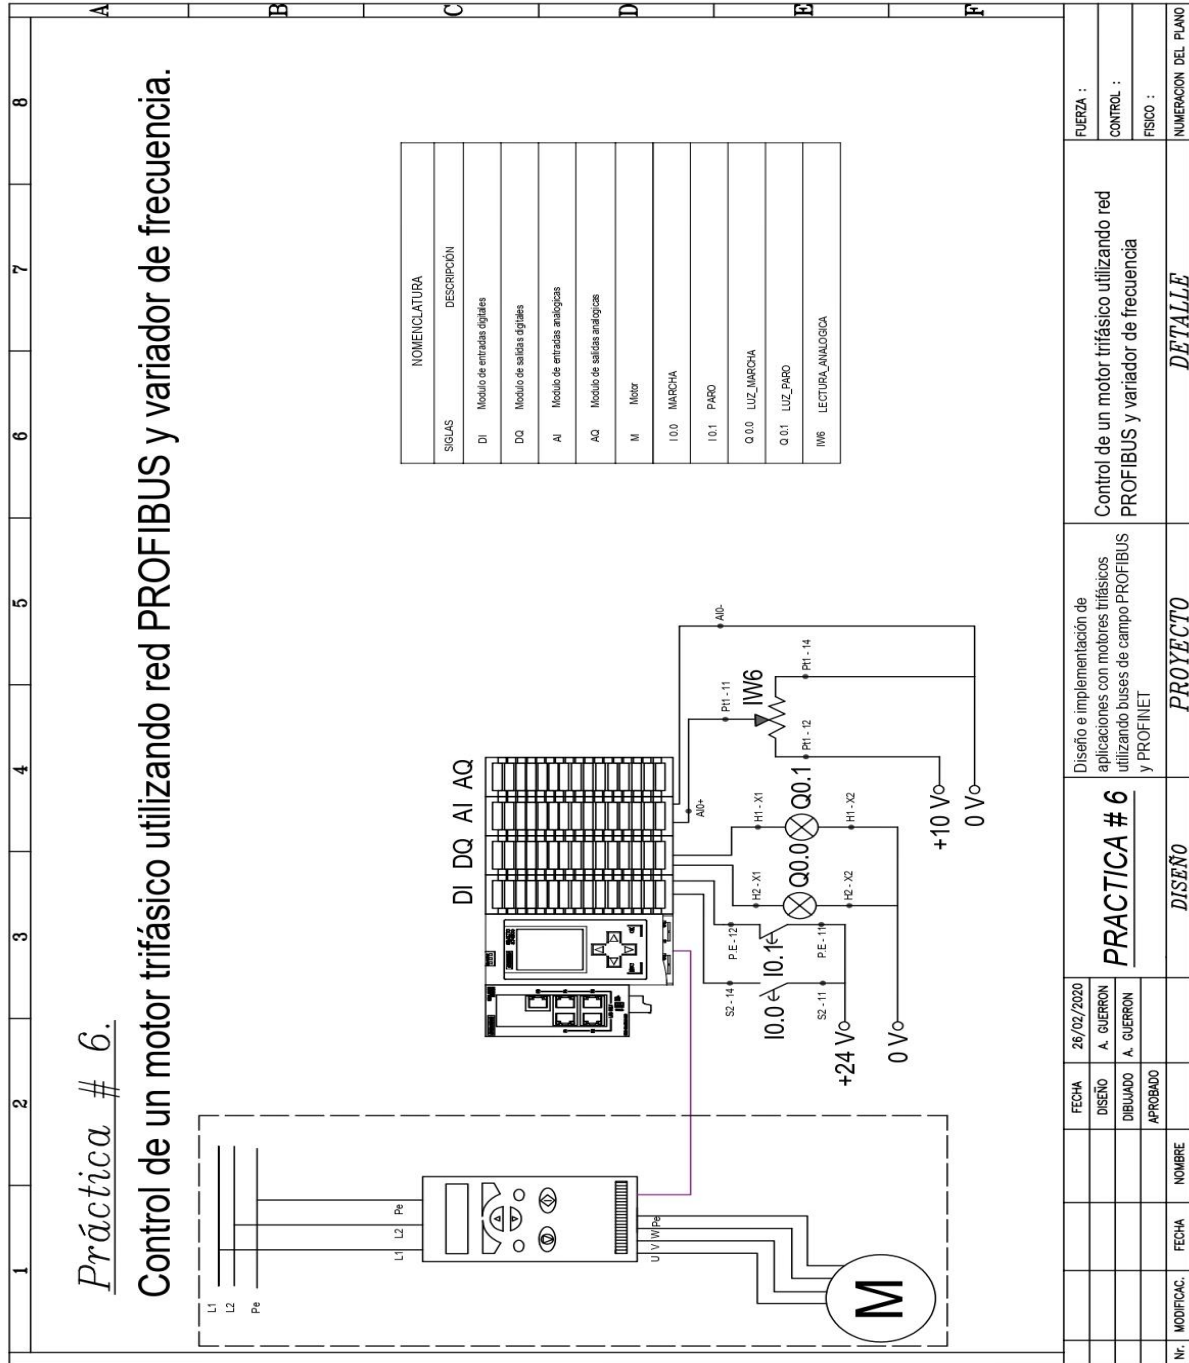 1 2 3 4 5 6 7 8
A
B
C
D
E
F
Práctica # 6.
Control de un motor trifásico utilizando red PROFIBUS y variador de frecuencia.
L1
L2
Pe
L1 L2 Pe
U V W Pe
M
DI DQ AI AQ
S2 - 14
P.E - 12
H2 - X1
H1 - X1
AI0+
Pt1 - 11
AI0-
I0.0
I0.1
Q0.0
Q0.1
IW6
S2 - 11
P.E - 11
H2 - X2
H1 - X2
Pt1 - 12
Pt1 - 14
+24 V
0 V
+10 V
0 V
NOMENCLATURA
SIGLAS DESCRIPCIÓN
DI Modulo de entradas digitales
DQ Modulo de salidas digitales
AI Modulo de entradas analogicas
AQ Modulo de salidas analogicas
M Motor
I 0.0 MARCHA
I 0.1 PARO
Q 0.0 LUZ_MARCHA
Q 0.1 LUZ_PARO
IW6 LECTURA_ANALOGICA
Nr. MODIFICAC. FECHA NOMBRE
FECHA 26/02/2020
DISEÑO A. GUERRON
DIBUJADO A. GUERRON
APROBADO
PRACTICA # 6
DISEÑO
Diseño e implementación de
aplicaciones con motores trifásicos
utilizando buses de campo PROFIBUS
y PROFINET
PROYECTO
Control de un motor trifásico utilizando red
PROFIBUS y variador de frecuencia
DETALLE
FUERZA :
CONTROL :
FISICO :
NUMERACION DEL PLANO